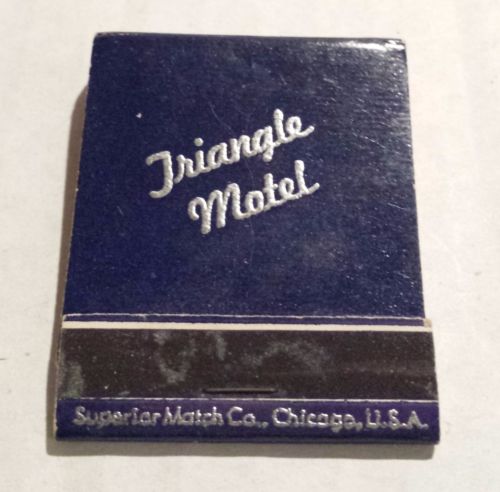 Triangle
Motel
Superior Match Co., Chicago, U.S.A.